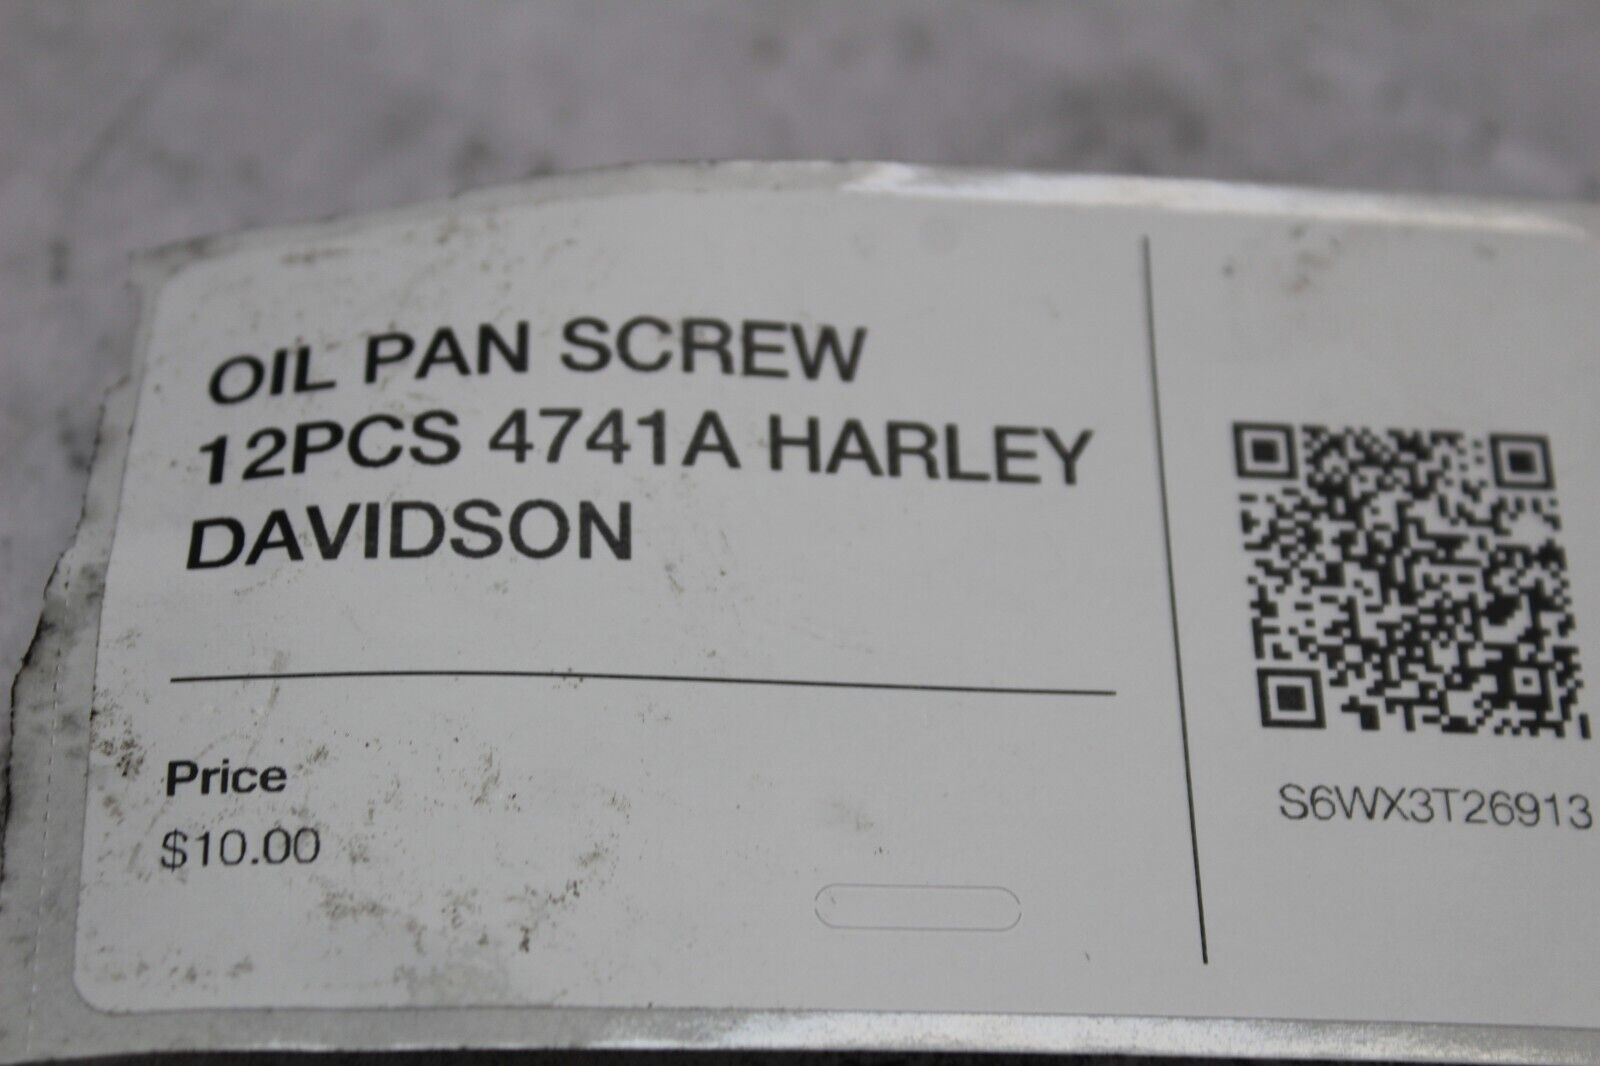 OIL PAN SCREW
12PCS 4741A HARLEY
DAVIDSON
Price
$10.00
S6WX3T26913